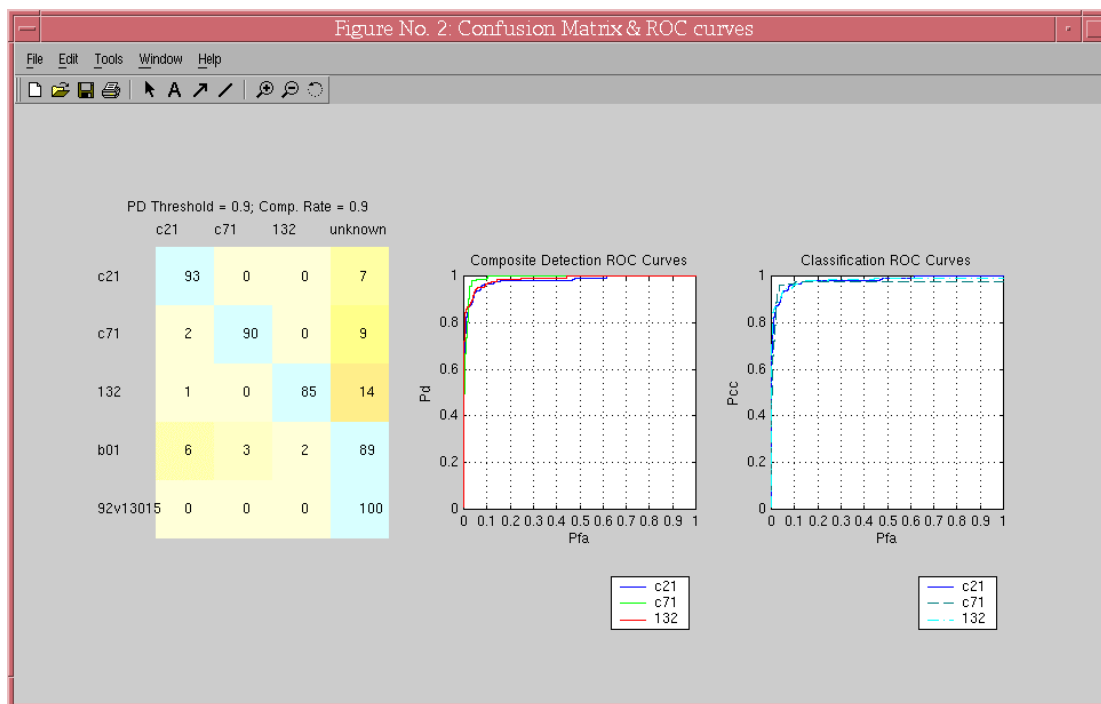 Figure No. 2: Confusion Matrix & ROC curves
File Edit Tools Window Help
A
PD Threshold = 0.9; Comp. Rate = 0.9
c21 c71 132 unknown
c21 93 0 0 7
c71 2 90 0 9
132 1 0 85 14
b01 6 3 2 89
92v13015 0 0 0 100
Composite Detection ROC Curves
1
0.8
0.6
0.4
0.2
0
Pd
0 0.1 0.2 0.3 0.4 0.5 0.6 0.7 0.8 0.9 1
Pfa
c21
c71
132
Classification ROC Curves
1
0.8
0.6
0.4
0.2
0
Pcc
0 0.1 0.2 0.3 0.4 0.5 0.6 0.7 0.8 0.9 1
Pfa
c21
c71
132